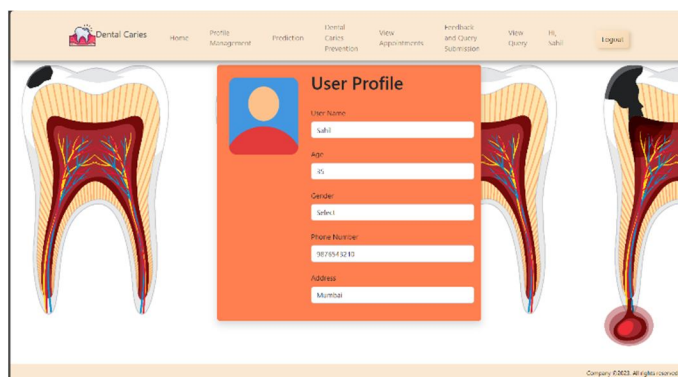 Dental Caries
Home
Profile
Management
Prediction
Dental
Caries
Prevention
View
Appointments
Feedback
and Query
Submission
View
Query
Hi,
Sahil
Logout
User Profile
User Name
Sahil
Age
Gender
Select
Phone Number
9876543210
Address
Mumbai
Company ©2023. All rights reserved